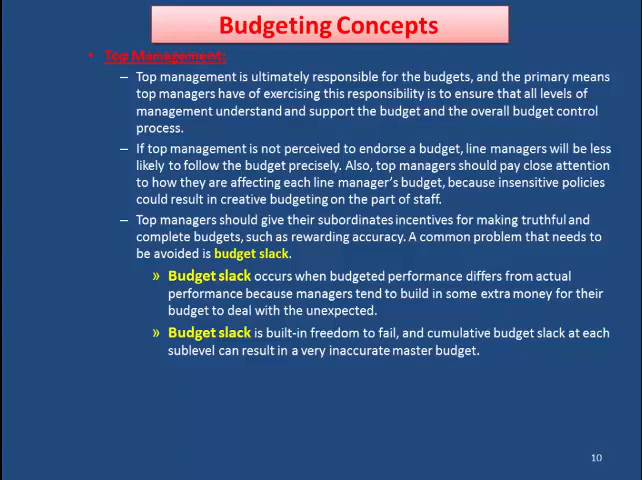 Budgeting Concepts
• Top Management:
– Top management is ultimately responsible for the budgets, and the primary means
top managers have of exercising this responsibility is to ensure that all levels of
management understand and support the budget and the overall budget control
process.
– If top management is not perceived to endorse a budget, line managers will be less
likely to follow the budget precisely. Also, top managers should pay close attention
to how they are affecting each line manager's budget, because insensitive policies
could result in creative budgeting on the part of staff.
– Top managers should give their subordinates incentives for making truthful and
complete budgets, such as rewarding accuracy. A common problem that needs to
be avoided is budget slack.
» Budget slack occurs when budgeted performance differs from actual
performance because managers tend to build in some extra money for their
budget to deal with the unexpected.
» Budget slack is built-in freedom to fail, and cumulative budget slack at each
sublevel can result in a very inaccurate master budget.
10